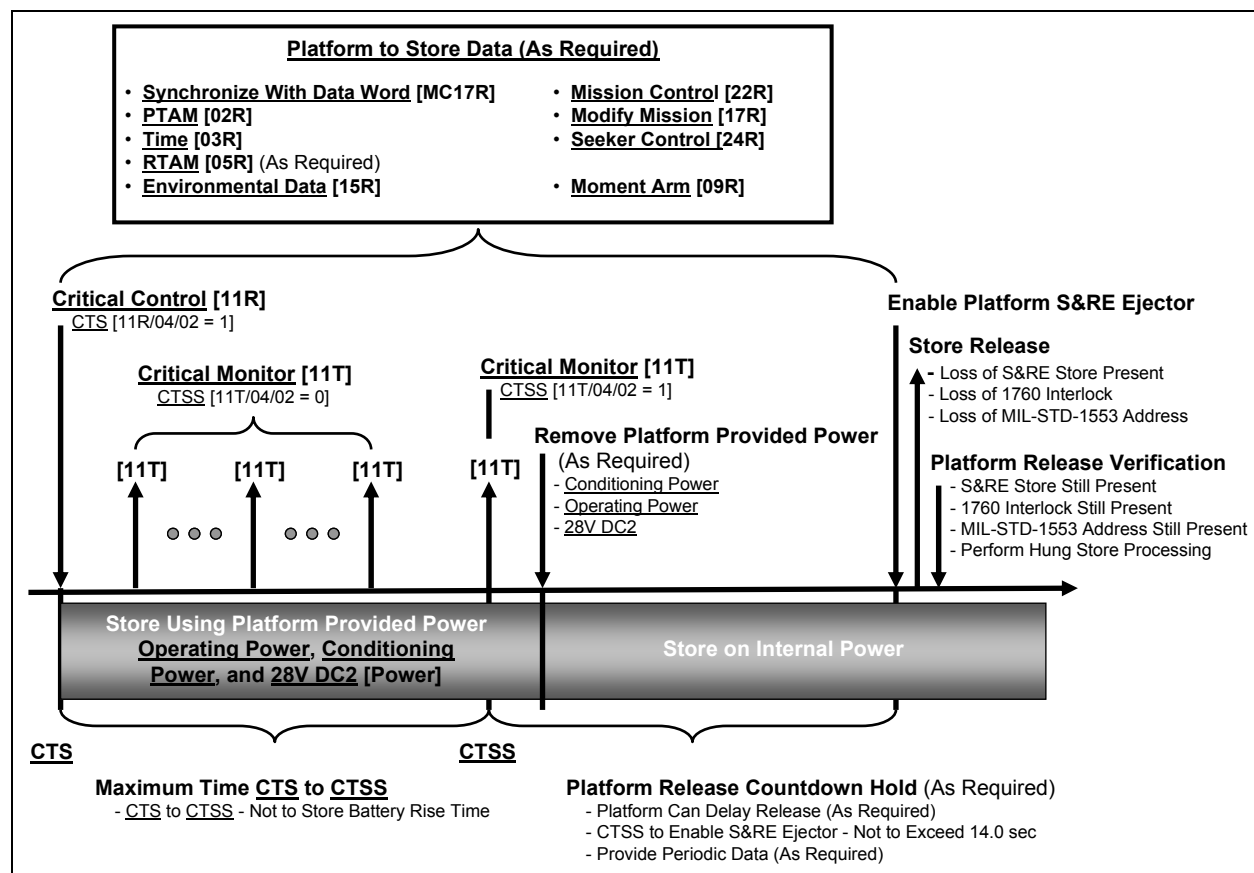 Platform to Store Data (As Required)
• Synchronize With Data Word [MC17R]
• PTAM [02R]
• Time [03R]
• RTAM [05R] (As Required)
• Environmental Data [15R]
• Mission Control [22R]
• Modify Mission [17R]
• Seeker Control [24R]
• Moment Arm [09R]
Critical Control [11R]
CTS [11R/04/02 = 1]
Critical Monitor [11T]
CTSS [11T/04/02 = 0]
[11T]
[11T]
[11T]
Critical Monitor [11T]
CTSS [11T/04/02 = 1]
[11T]
Remove Platform Provided Power
(As Required)
- Conditioning Power
- Operating Power
- 28V DC2
Enable Platform S&RE Ejector
Store Release
- Loss of S&RE Store Present
- Loss of 1760 Interlock
- Loss of MIL-STD-1553 Address
Platform Release Verification
- S&RE Store Still Present
- 1760 Interlock Still Present
- MIL-STD-1553 Address Still Present
- Perform Hung Store Processing
Store Using Platform Provided Power
Operating Power, Conditioning
Power, and 28V DC2 [Power]
Store on Internal Power
CTS
CTSS
Maximum Time CTS to CTSS
- CTS to CTSS - Not to Store Battery Rise Time
Platform Release Countdown Hold (As Required)
- Platform Can Delay Release (As Required)
- CTSS to Enable S&RE Ejector - Not to Exceed 14.0 sec
- Provide Periodic Data (As Required)